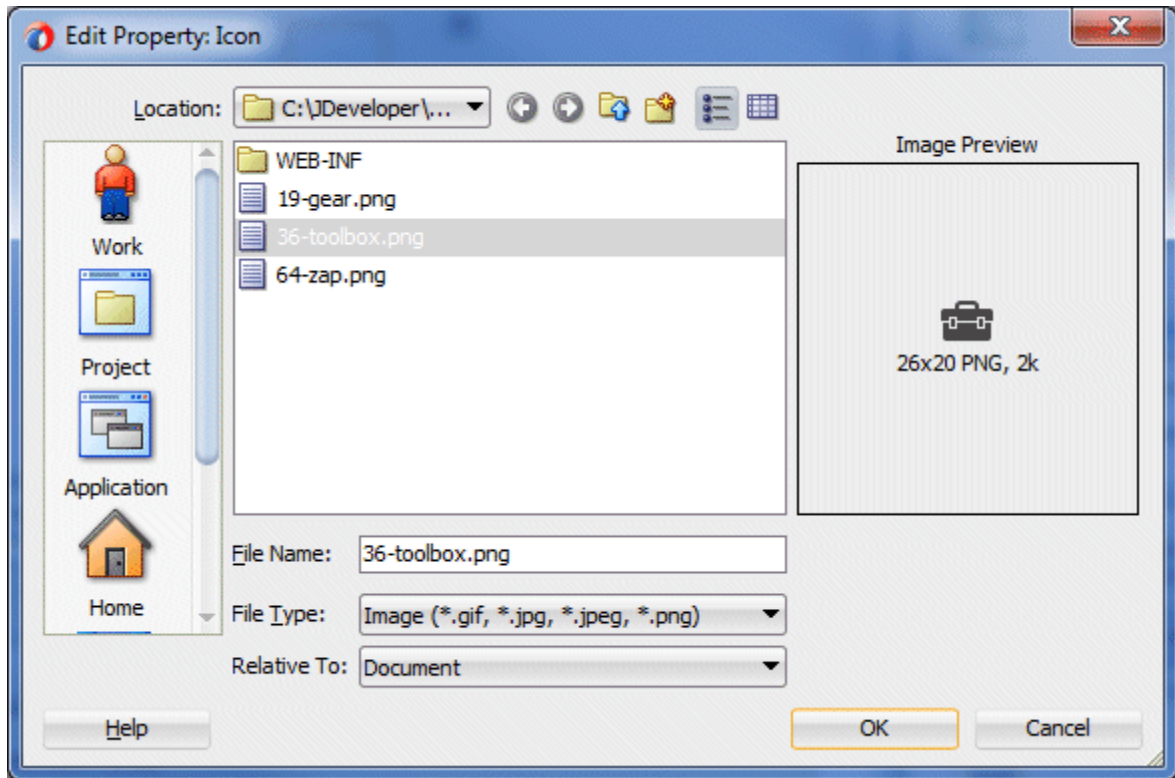 Edit Property: Icon
Location: C:\JDeveloper\...
Image Preview
WEB-INF
19-gear.png
36-toolbox.png
64-zap.png
Work
Project
Application
Home
26x20 PNG, 2k
File Name: 36-toolbox.png
File Type: Image (*.gif, *.jpg, *.jpeg, *.png)
Relative To: Document
Help
OK
Cancel